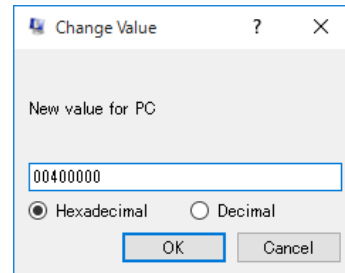 Change Value
New value for PC
00400000
Hexadecimal Decimal
OK Cancel